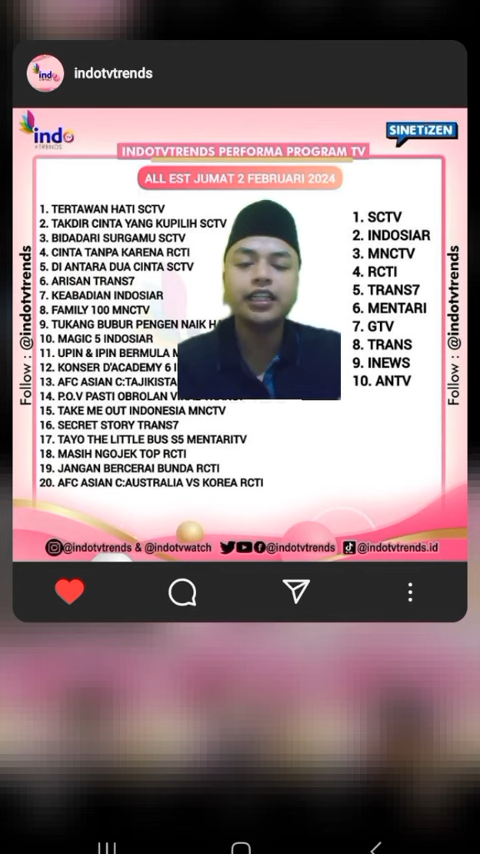 indotvtrends
indo
TRENDS
SINETIZEN
INDOTVTRENDS PERFORMA PROGRAM TV
ALL EST JUMAT 2 FEBRUARI 2024
1. TERTAWAN HATI SCTV
2. TAKDIR CINTA YANG KUPILIH SCTV
3. BIDADARI SURGAMU SCTV
4. CINTA TANPA KARENA RCTI
5. DI ANTARA DUA CINTA SCTV
6. ARISAN TRANS7
7. KEABADIAN INDOSIAR
8. FAMILY 100 MNCTV
9. TUKANG BUBUR PENGEN NAIK H
10. MAGIC 5 INDOSIAR
11. UPIN & IPIN BERMULA M
12. KONSER D'ACADEMY 6 I
13. AFC ASIAN C:TAJIKISTA
14. P.O.V PASTI OBROLAN
15. TAKE ME OUT INDONESIA MNCTV
16. SECRET STORY TRANS7
17. TAYO THE LITTLE BUS S5 MENTARITV
18. MASIH NGOJEK TOP RCTI
19. JANGAN BERCERAI BUNDA RCTI
20. AFC ASIAN C:AUSTRALIA VS KOREA RCTI
1. SCTV
2. INDOSIAR
3. MNCTV
4. RCTI
5. TRANS7
6. MENTARI
7. GTV
8. TRANS
9. INEWS
10. ANTV
Follow : @indotvtrends
Follow : @indotvtrends
@indotvtrends & @indotvwatch @indotvtrends @indotvtrends.id